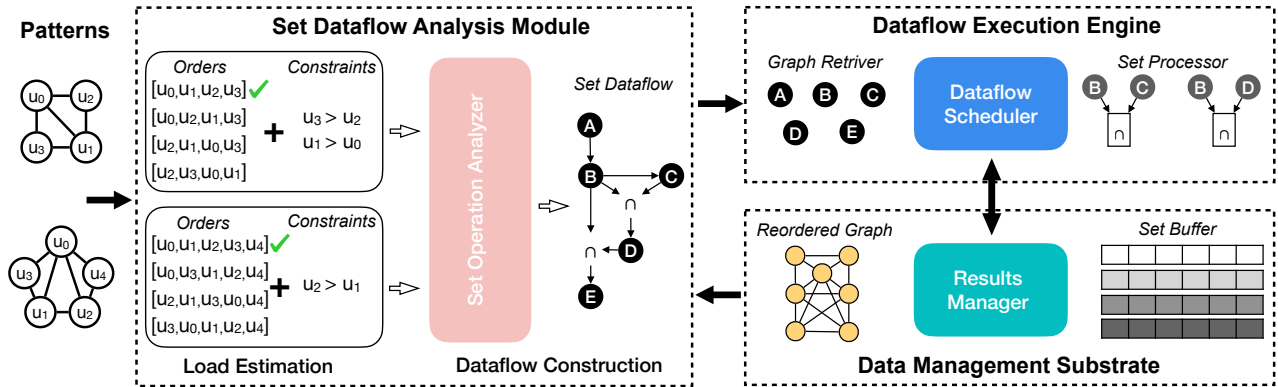 Patterns
u0
u2
u3
u1
u0
u3
u4
u1
u2
Set Dataflow Analysis Module
Orders
Constraints
[u0,u1,u2,u3] ✓
[u0,u2,u1,u3]
[u2,u1,u0,u3]
[u2,u3,u0,u1]
+
u3 > u2
u1 > u0
Orders
Constraints
[u0,u1,u2,u3,u4] ✓
[u0,u3,u1,u2,u4]
[u2,u1,u3,u0,u4]
[u3,u0,u1,u2,u4]
+
u2 > u1
Load Estimation
Set Operation Analyzer
Set Dataflow
A
B
C
∩
∩
D
E
Dataflow Construction
Dataflow Execution Engine
Graph Retriver
A
B
C
D
E
Dataflow
Scheduler
Set Processor
B
C
B
D
∩
∩
Reordered Graph
Results
Manager
Set Buffer
Data Management Substrate